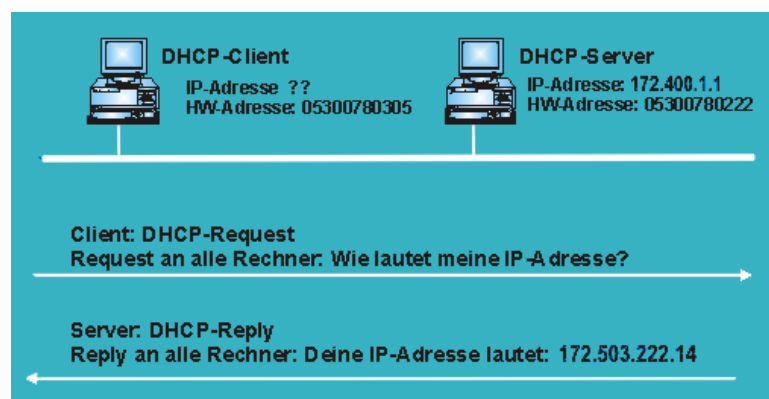 DHCP-Client
IP-Adresse ??
HW-Adresse: 05300780305
DHCP-Server
IP-Adresse: 172.400.1.1
HW-Adresse: 05300780222
Client: DHCP-Request
Request an alle Rechner: Wie lautet meine IP-Adresse?
Server: DHCP-Reply
Reply an alle Rechner: Deine IP-Adresse lautet: 172.503.222.14